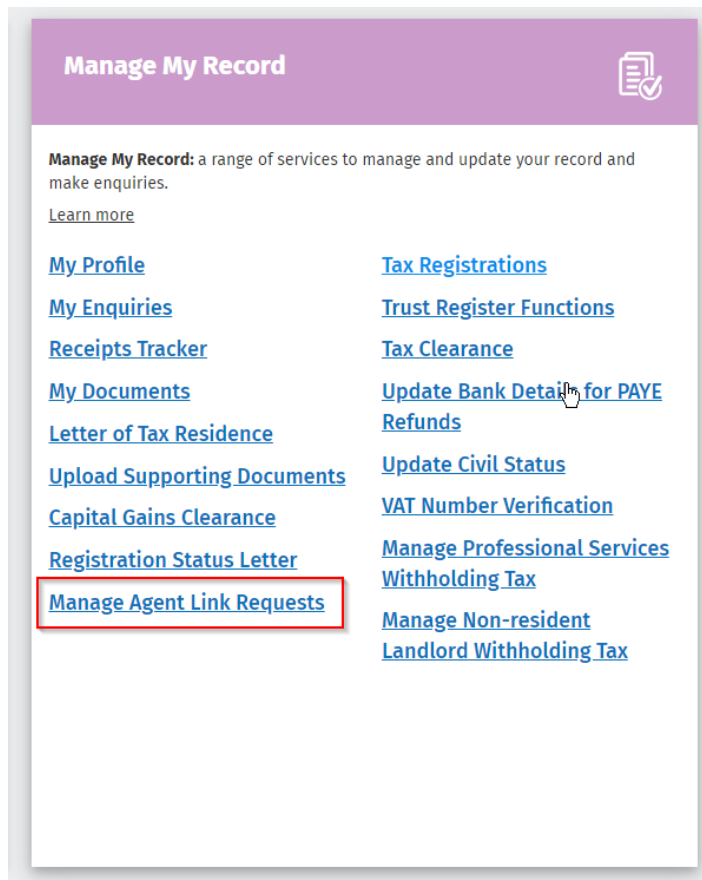 Manage My Record
Manage My Record: a range of services to manage and update your record and
make enquiries.
Learn more
My Profile
My Enquiries
Receipts Tracker
My Documents
Letter of Tax Residence
Upload Supporting Documents
Capital Gains Clearance
Registration Status Letter
Manage Agent Link Requests
Tax Registrations
Trust Register Functions
Tax Clearance
Update Bank Details for PAYE
Refunds
Update Civil Status
VAT Number Verification
Manage Professional Services
Withholding Tax
Manage Non-resident
Landlord Withholding Tax